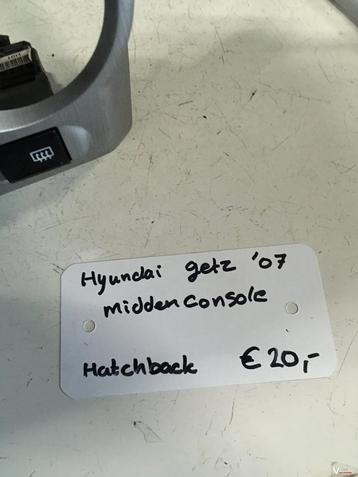 Hyundai getz '07
middenconsole
Hatchback € 20,-